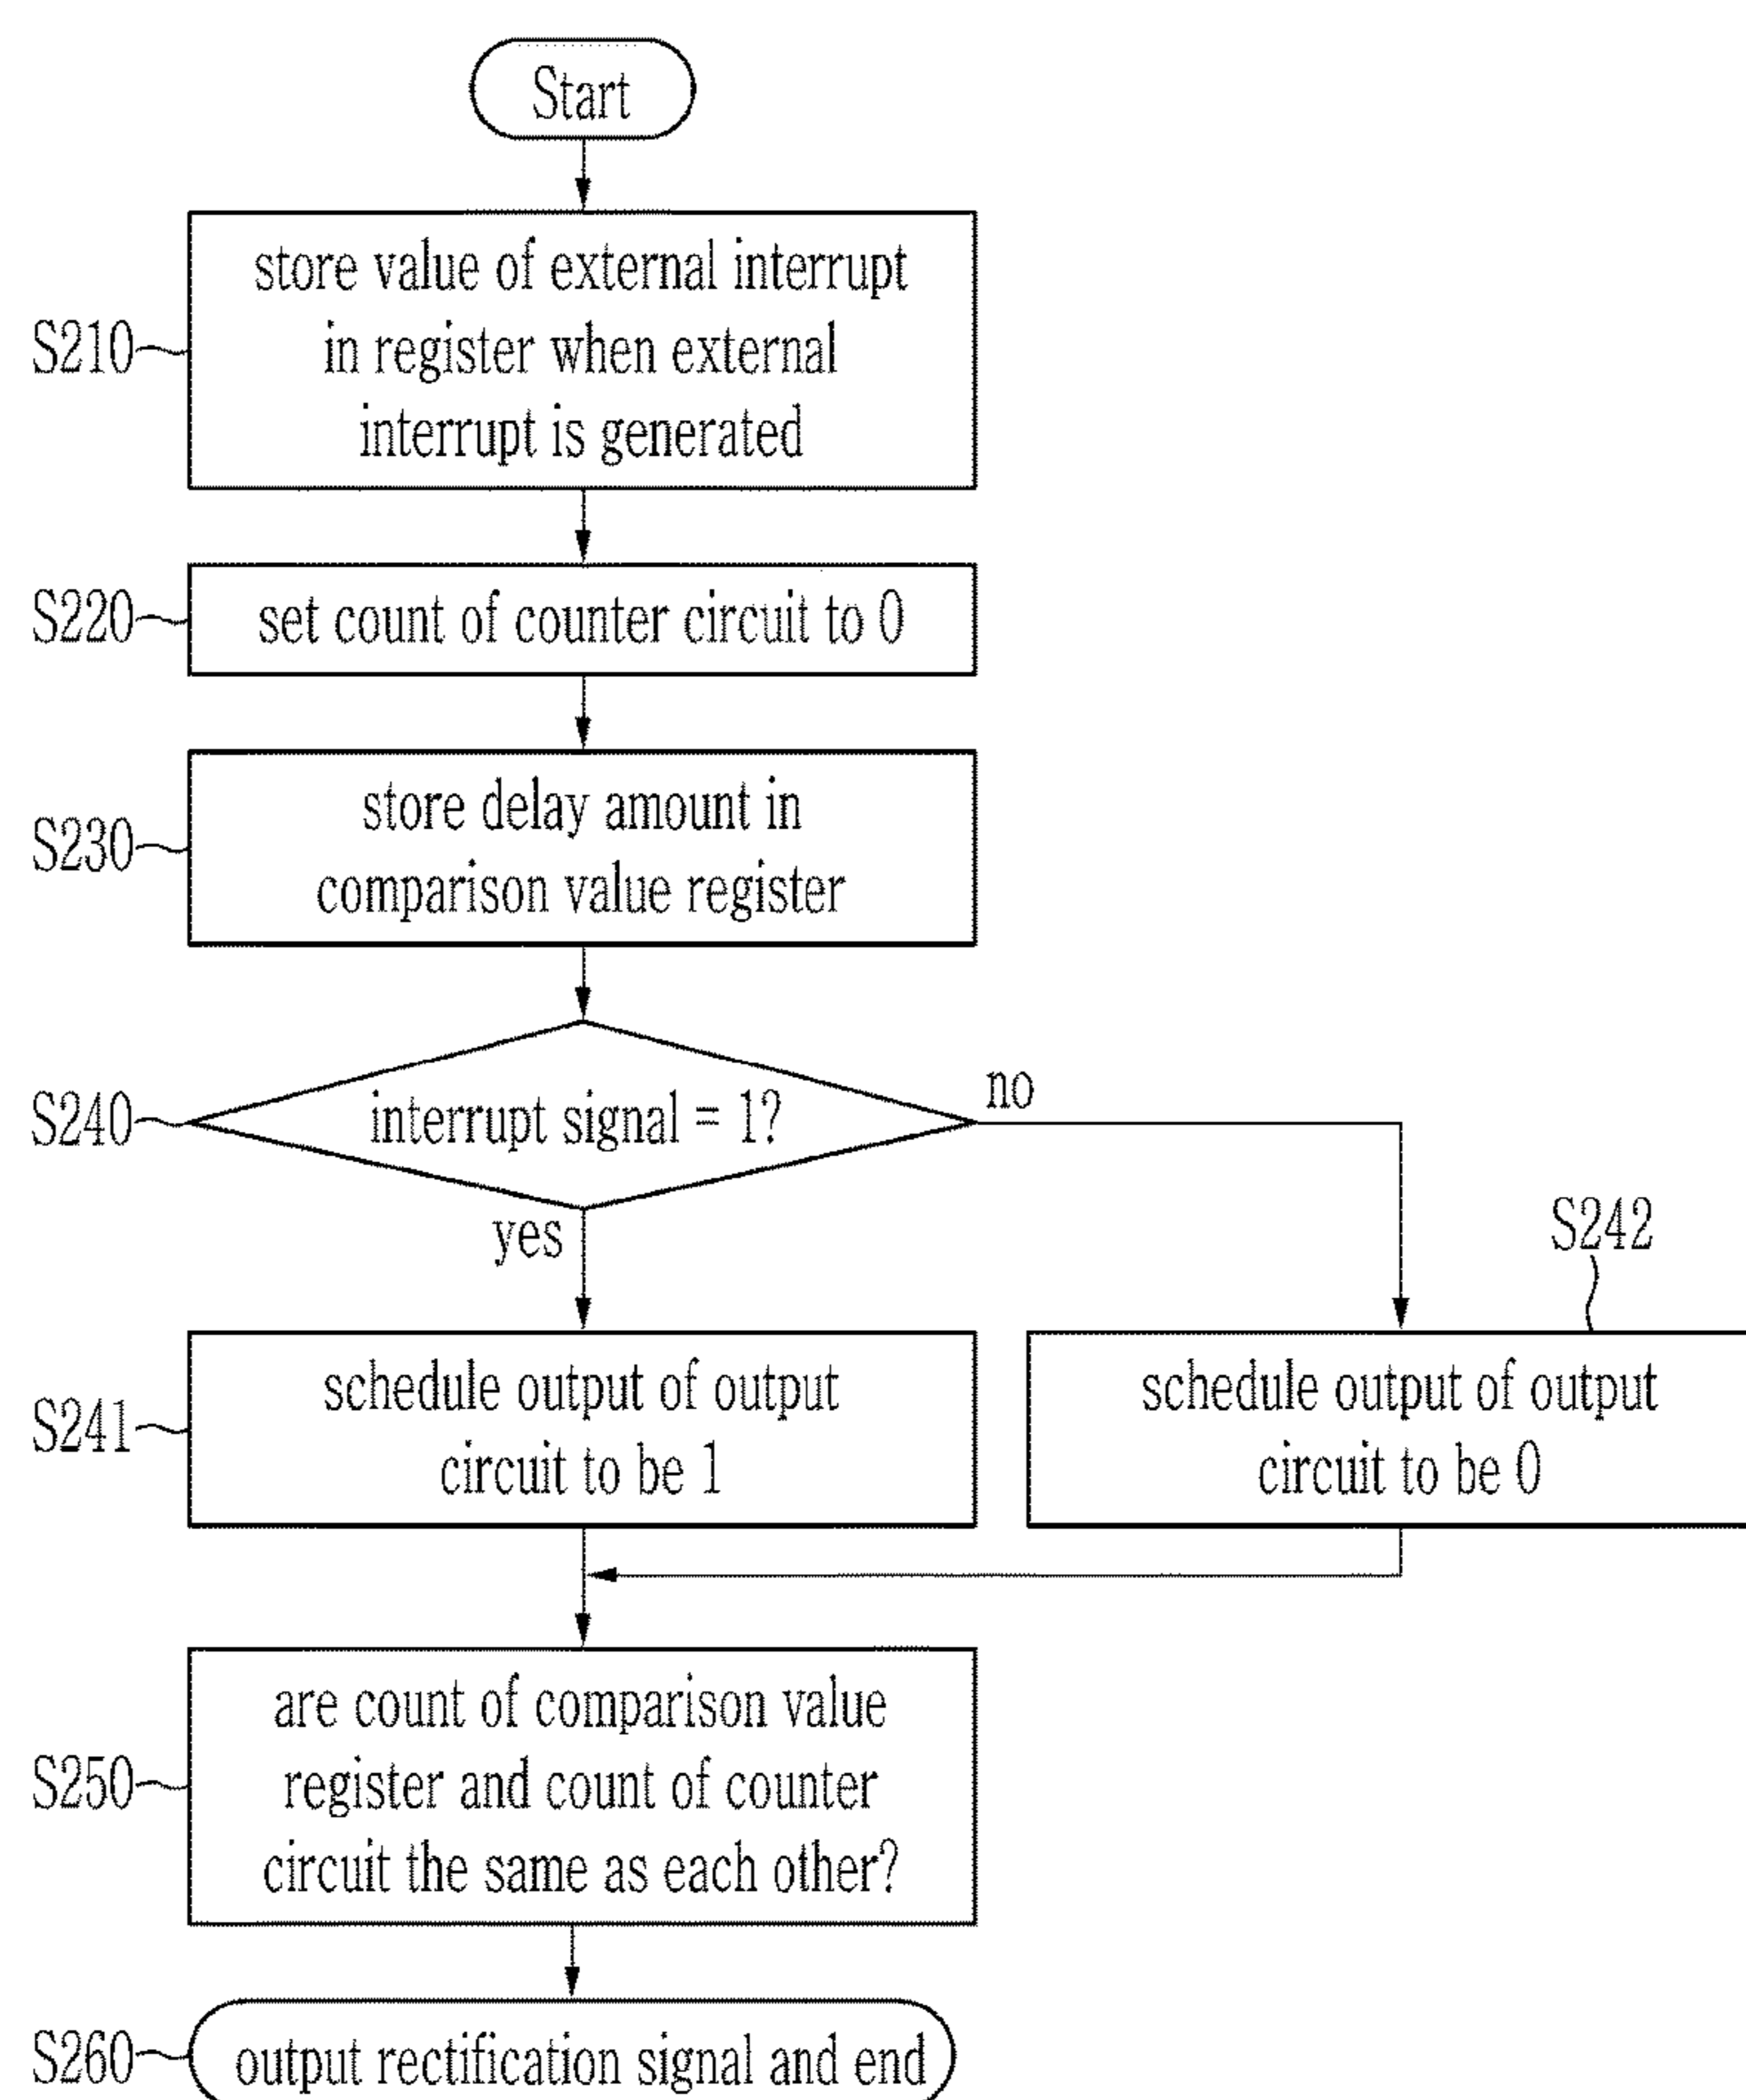 Start
S210
store value of external interrupt
in register when external
interrupt is generated
S220
set count of counter circuit to 0
S230
store delay amount in
comparison value register
S240
interrupt signal = 1?
no
yes
S242
S241
schedule output of output
circuit to be 1
schedule output of output
circuit to be 0
S250
are count of comparison value
register and count of counter
circuit the same as each other?
S260
output rectification signal and end